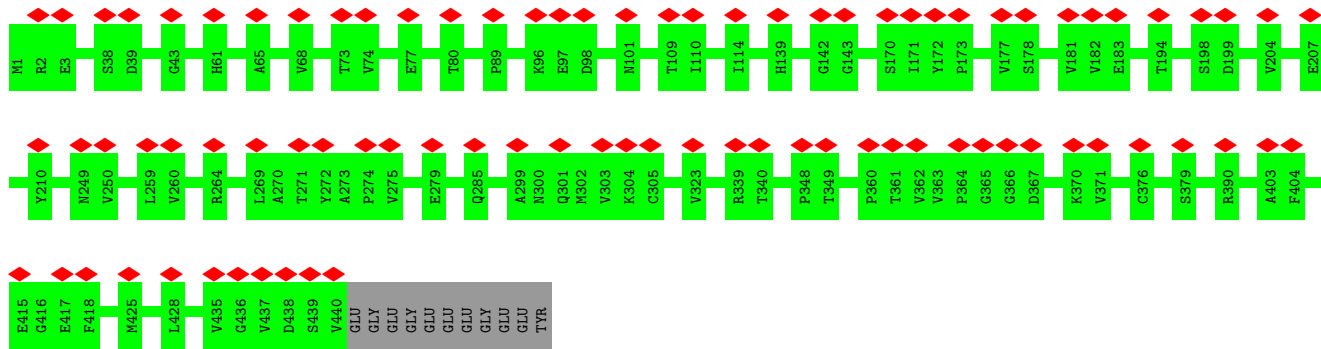 M1 R2 E3 S38 D39 G43 H61 A65 V68 T73 V74 E77 T80 P89 K96 E97 D98 N101 T109 I110 I114 H139 G142 G143 S170 I171 Y172 P173 V177 S178 V181 V182 E183 T194 S198 D199 V204 E207
Y210 N249 V250 L259 V260 R264 L269 A270 T271 Y272 A273 P274 V275 E279 Q285 A299 N300 Q301 M302 V303 K304 C305 V323 R339 T340 P348 T349 P360 T361 V362 V363 P364 G365 G366 D367 K370 V371 C376 S379 R390 A403 F404
E415 G416 E417 F418 M425 L428 V435 G436 V437 D438 S439 V440 GLU GLY GLU GLY GLU GLU GLU GLY GLU GLU TYR